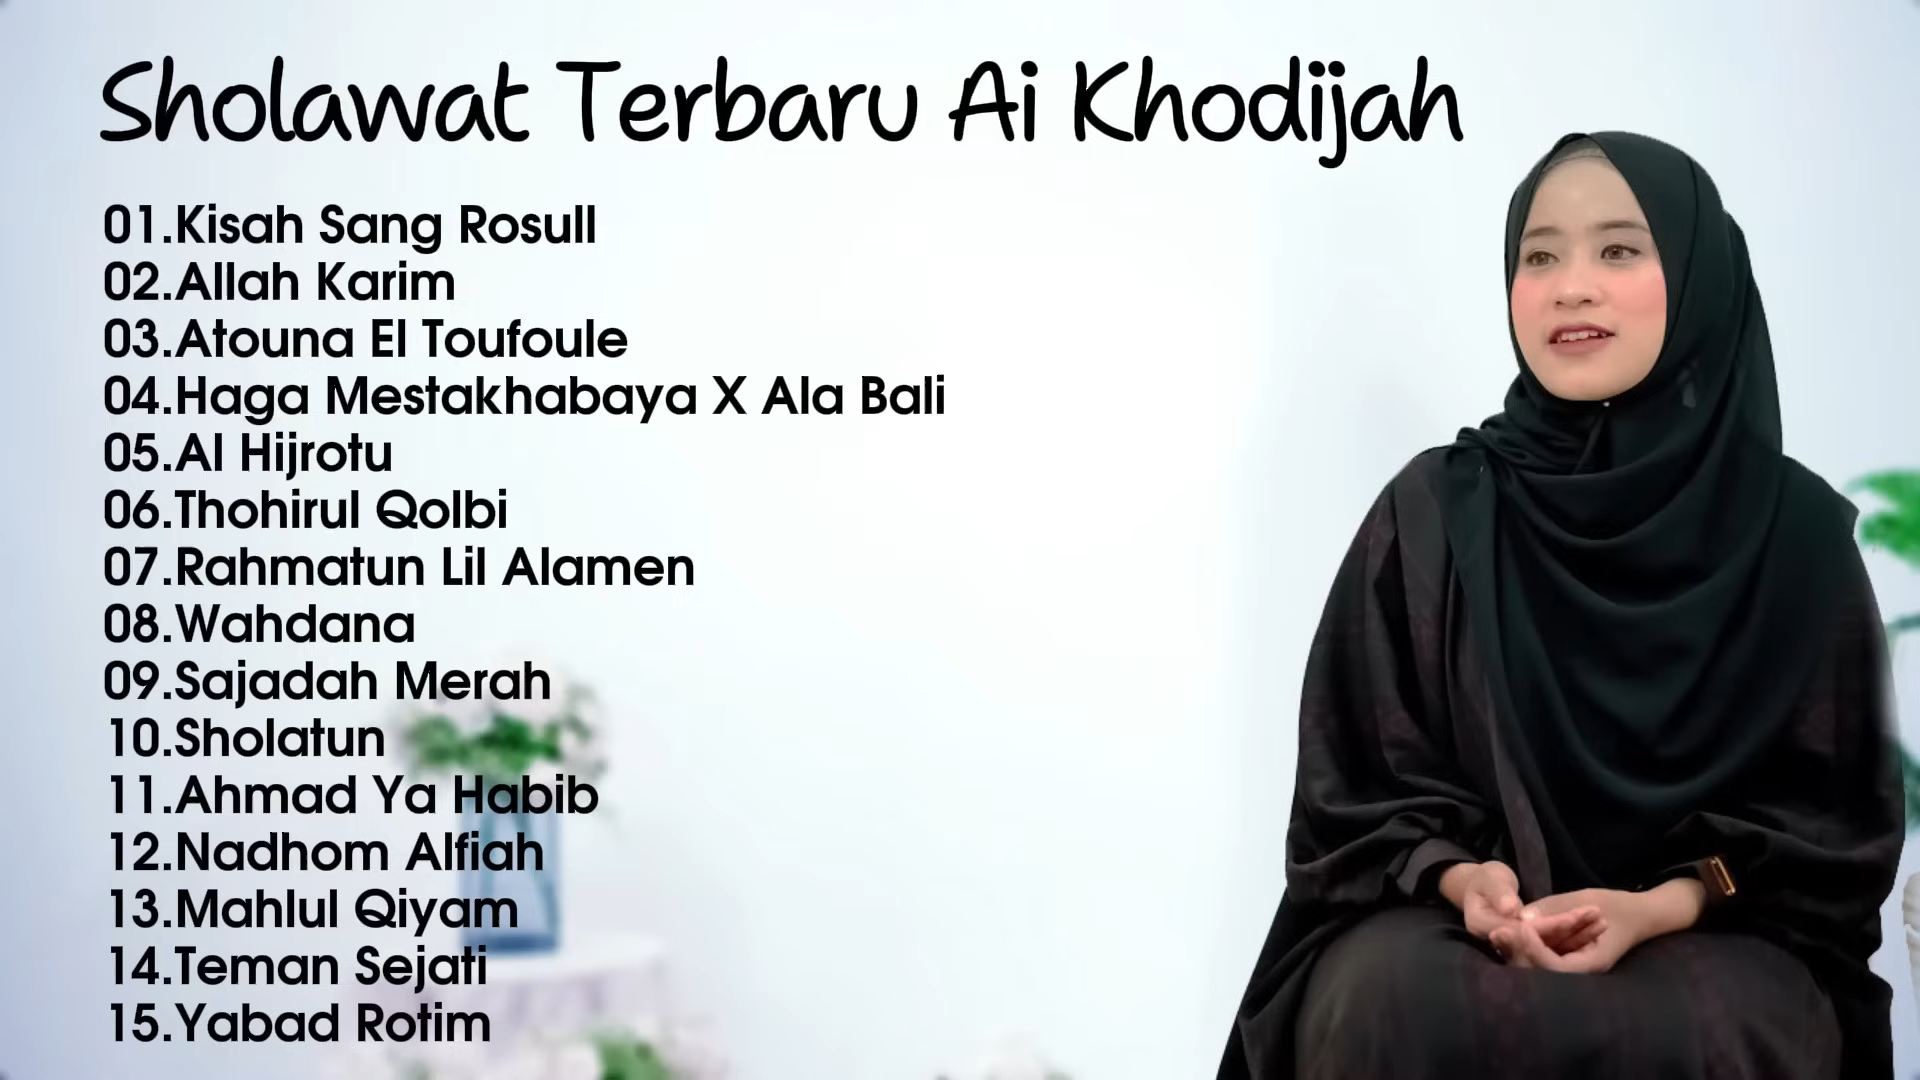 Sholawat Terbaru Ai Khodijah
01.Kisah Sang Rosull
02.Allah Karim
03.Atouna El Toufoule
04.Haga Mestakhabaya X Ala Bali
05.Al Hijrotu
06.Thohirul Qolbi
07.Rahmatun Lil Alamen
08.Wahdana
09.Sajadah Merah
10.Sholatun
11.Ahmad Ya Habib
12.Nadhom Alfiah
13.Mahlul Qiyam
14.Teman Sejati
15.Yabad Rotim